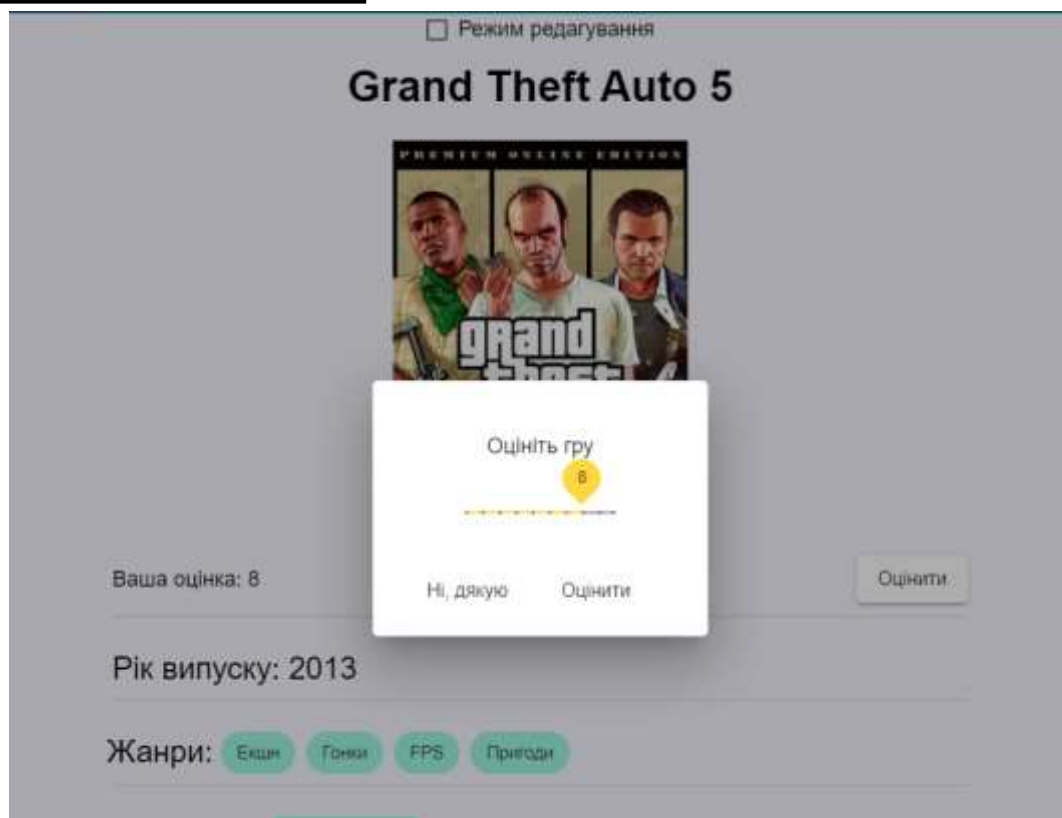 Режим редагування
Grand Theft Auto 5
PREMIUM ONLINE EDITION
grand
theft
Оцініть гру
8
Ваша оцінка: 8
Ні, дякую Оцінити
Оцінити
Рік випуску: 2013
Жанри: Екшн Гонки FPS Пригоди